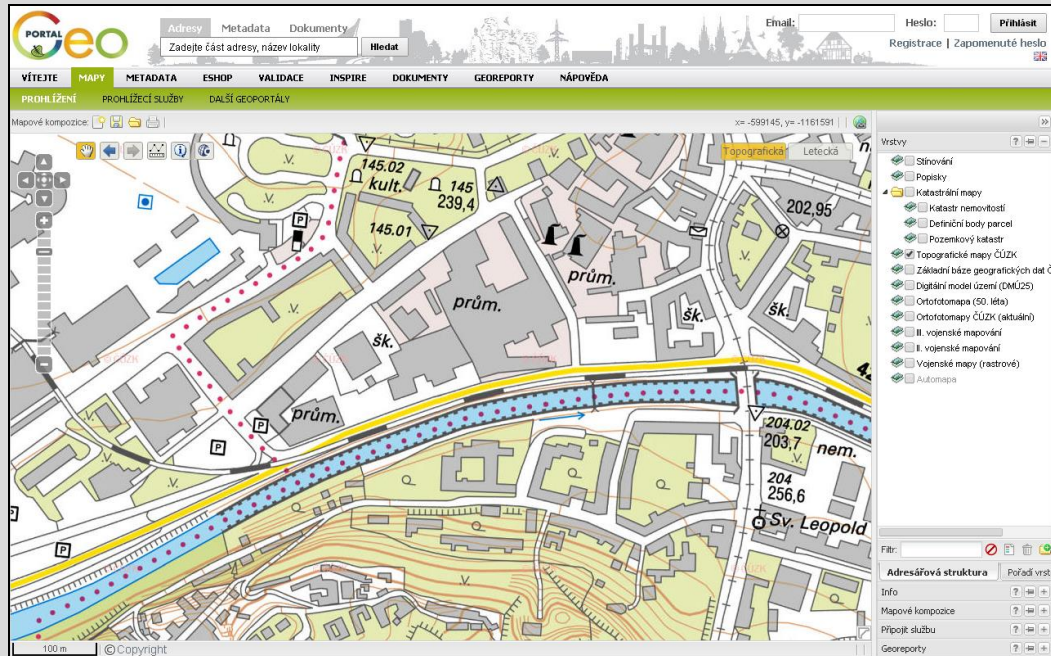 PORTAL
Geo
Adresy Metadata Dokumenty
Zadejte část adresy, název lokality
Hledat
Email:
Heslo:
Přihlásit
Registrace | Zapomenuté heslo
VÍTEJTE MAPY METADATA ESHOP VALIDACE INSPIRE DOKUMENTY GEOREPORTY NÁPOVĚDA
PROHLÍŽENÍ PROHLÍŽECÍ SLUŽBY DALŠÍ GEOPORTÁLY
Mapové kompozice:
x= -599145, y= -1161591
Topografická Letecká
145.02
kult.
145
239,4
145.01
202,95
prům.
prům.
šk.
šk.
šk.
prům.
P
P
P
P
P
204.02
203,7
nem.
204
256,6
Sv. Leopold
©ČÚZK
100 m
© Copyright
Vrstvy
Stínování
Popisky
Katastrální mapy
Katastr nemovitostí
Definiční body parcel
Pozemkový katastr
Topografické mapy ČÚZK
Základní báze geografických dat Č
Digitální model území (DMÚ25)
Ortofotomapa (50. léta)
Ortofotomapy ČÚZK (aktuální)
III. vojenské mapování
II. vojenské mapování
Vojenské mapy (rastrové)
Automapa
Filtr:
Adresářová struktura Pořadí vrst
Info
Mapové kompozice
Připojit službu
Georeporty